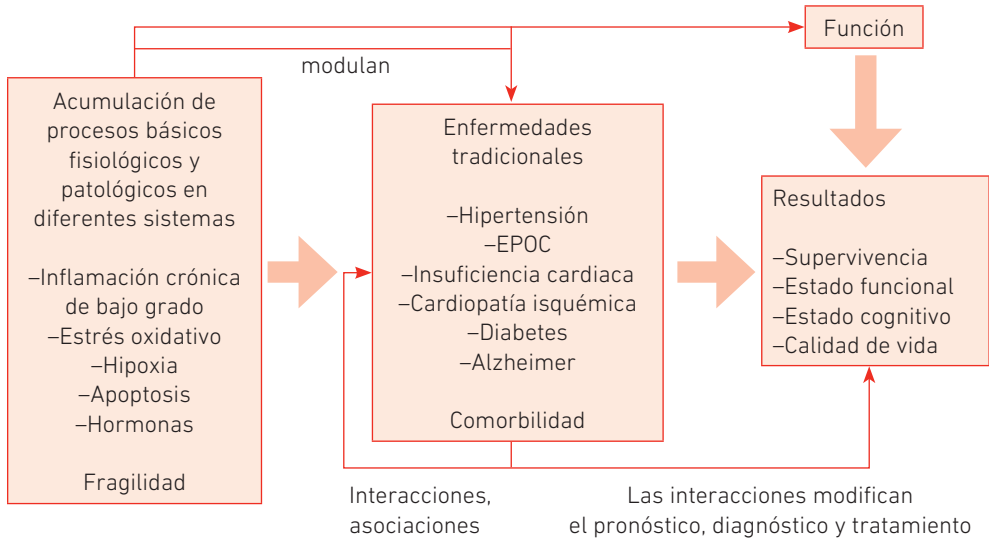 Función
modulan
Acumulación de
procesos básicos
fisiológicos y
patológicos en
diferentes sistemas
–Inflamación crónica
de bajo grado
–Estrés oxidativo
–Hipoxia
–Apoptosis
–Hormonas
Fragilidad
Enfermedades
tradicionales
–Hipertensión
–EPOC
–Insuficiencia cardiaca
–Cardiopatía isquémica
–Diabetes
–Alzheimer
Comorbilidad
Resultados
–Supervivencia
–Estado funcional
–Estado cognitivo
–Calidad de vida
Interacciones,
asociaciones
Las interacciones modifican
el pronóstico, diagnóstico y tratamiento